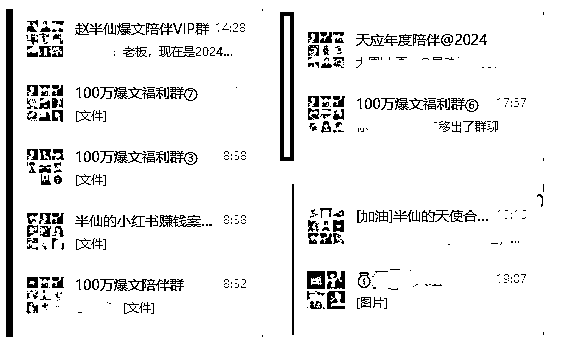 赵半仙爆文陪伴VIP群 14:28
：老板，现在是2024...
100万爆文福利群⑦
[文件]
100万爆文福利群③ 8:58
[文件]
半仙的小红书赚钱案... 8:58
[文件]
100万爆文陪伴群 8:52
[文件]
天应年度陪伴@2024
100万爆文福利群⑥ 17:57
移出了群聊
[加油]半仙的天使合...
19:07
[图片]